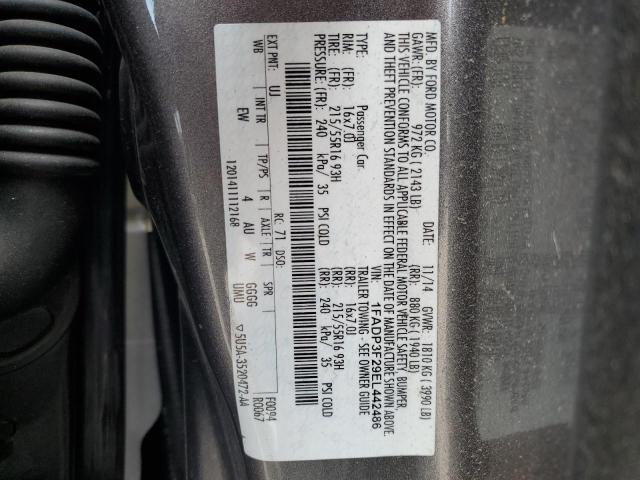 MFD BY FORD MOTOR CO.
11/14 GVWR: 1810 KG ( 3990 LB)
GAWR: (FR): 972 KG ( 2143 LB) (RR): 880 KG ( 1940 LB)
THIS VEHICLE CONFORMS TO ALL APPLICABLE FEDERAL MOTOR VEHICLE SAFETY, BUMPER,
AND THEFT PREVENTION STANDARDS IN EFFECT ON THE DATE OF MANUFACTURE SHOWN ABOVE.
VIN: 1FADP3F29EL442486
TYPE: Passenger Car TRAILER TOWING - SEE OWNER GUIDE
RIM: (FR): 16x7.0J (RR): 16x7.0J
TIRE: (FR): 215/55R16 93H (RR): 215/55R16 93H
PRESSURE: (FR): 240 kPa/ 35 PSI COLD (RR): 240 kPa/ 35 PSI COLD
EXT PNT: UJ RC: 71 DSO: F0094
WB INT TR TP/PS R AXLE TR SPR R0067
EW 4 AU W GGGG
UNU
1201411112168 5U5A-3520472-AA